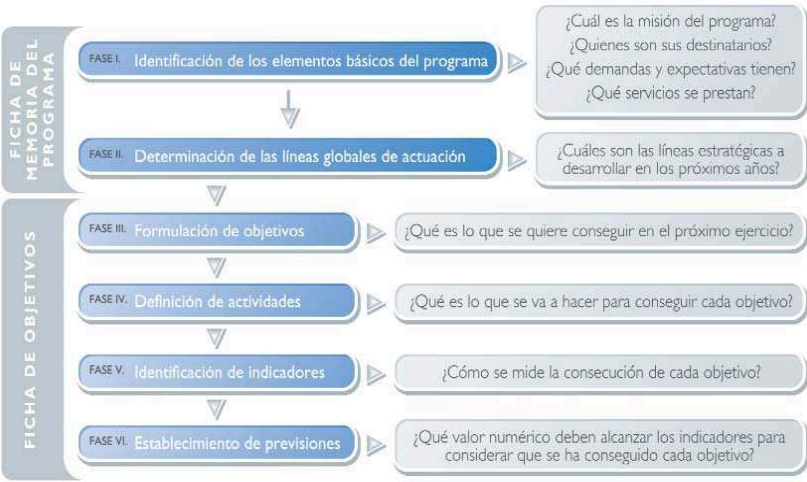 FICHA DE
MEMORIA DEL
PROGRAMA
FASE I. Identificación de los elementos básicos del programa
¿Cuál es la misión del programa?
¿Quienes son sus destinatarios?
¿Qué demandas y expectativas tienen?
¿Qué servicios se prestan?
FASE II. Determinación de las líneas globales de actuación
¿Cuáles son las líneas estratégicas a
desarrollar en los próximos años?
FICHA DE OBJETIVOS
FASE III. Formulación de objetivos
¿Qué es lo que se quiere conseguir en el próximo ejercicio?
FASE IV. Definición de actividades
¿Qué es lo que se va a hacer para conseguir cada objetivo?
FASE V. Identificación de indicadores
¿Cómo se mide la consecución de cada objetivo?
FASE VI. Establecimiento de previsiones
¿Qué valor numérico deben alcanzar los indicadores para
considerar que se ha conseguido cada objetivo?